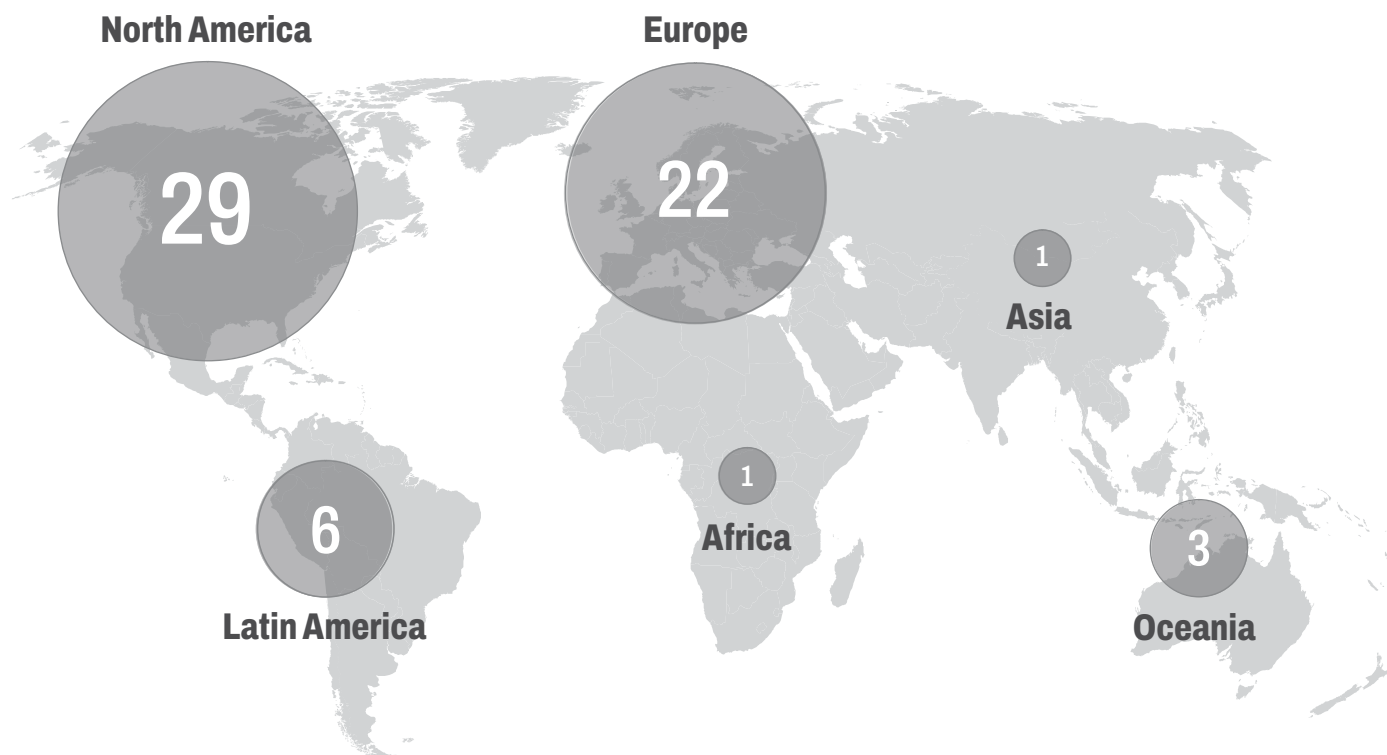 North America
29
Europe
22
1
Asia
1
Africa
6
Latin America
3
Oceania